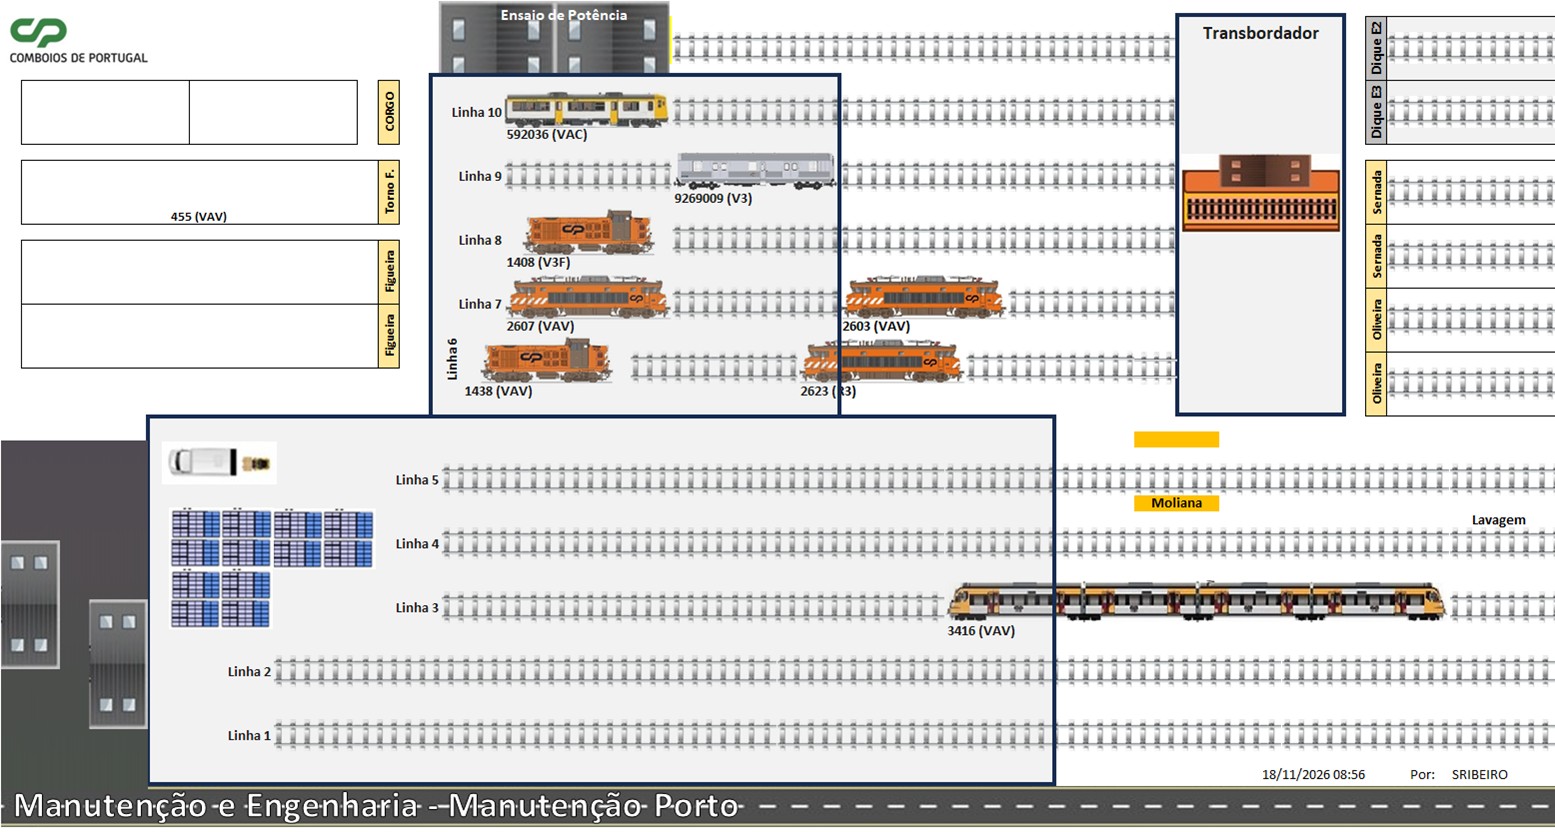 Ensaio de Potência
Transbordador
CP
COMBOIOS DE PORTUGAL
CORGO
Dique E2
Dique E3
Linha 10
592036 (VAC)
Torno F.
455 (VAV)
Linha 9
9269009 (V3)
Sernada
Linha 8
1408 (V3F)
Sernada
Figueira
Linha 7
2607 (VAV)
2603 (VAV)
Oliveira
Figueira
Linha 6
1438 (VAV)
2623 (R3)
Oliveira
Linha 5
Moliana
Lavagem
Linha 4
Linha 3
3416 (VAV)
Linha 2
Linha 1
18/11/2026 08:56 Por: SRIBEIRO
Manutenção e Engenharia - Manutenção Porto